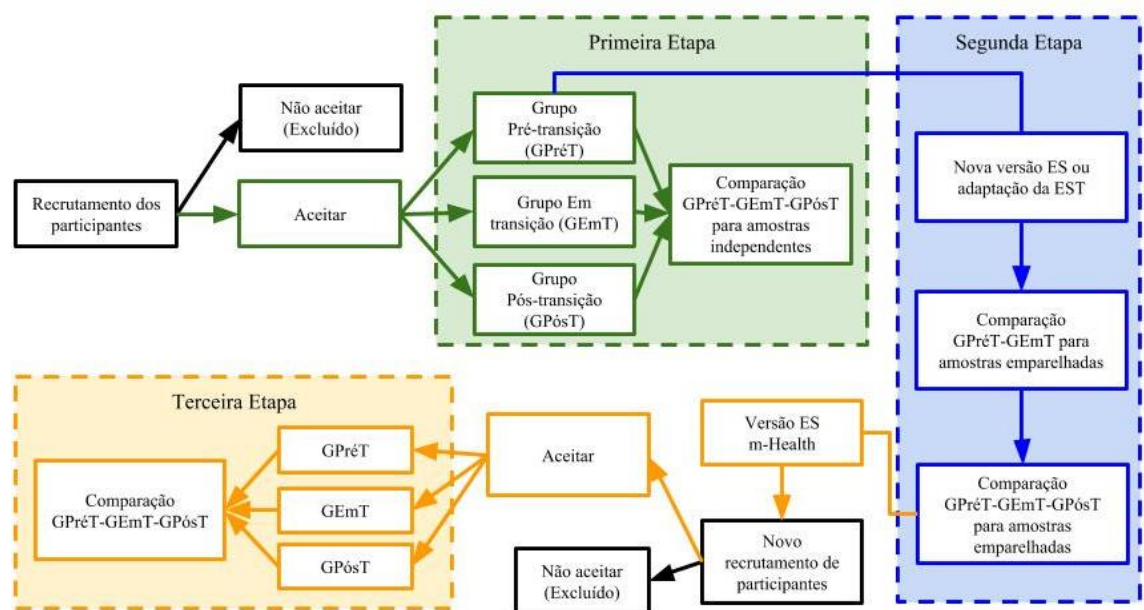 Primeira Etapa
Segunda Etapa
Não aceitar
(Excluído)
Grupo
Pré-transição
(GPréT)
Nova versão ES ou
adaptação da EST
Recrutamento dos
participantes
Aceitar
Grupo Em
transição (GEmT)
Comparação
GPréT-GEmT-GPósT
para amostras
independentes
Grupo
Pós-transição
(GPósT)
Comparação
GPréT-GEmT para
amostras emparelhadas
Terceira Etapa
Comparação
GPréT-GEmT-GPósT
GPréT
GEmT
GPósT
Aceitar
Versão ES
m-Health
Comparação
GPréT-GEmT-GPósT
para amostras
emparelhadas
Não aceitar
(Excluído)
Novo
recrutamento de
participantes